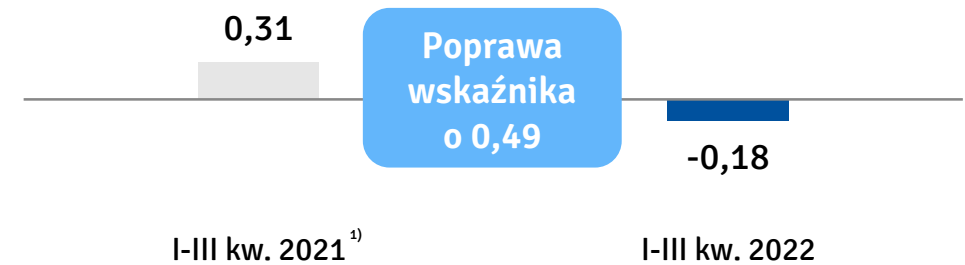 0,31
Poprawa
wskaźnika
o 0,49
-0,18
I-III kw. 2021 1)
I-III kw. 2022